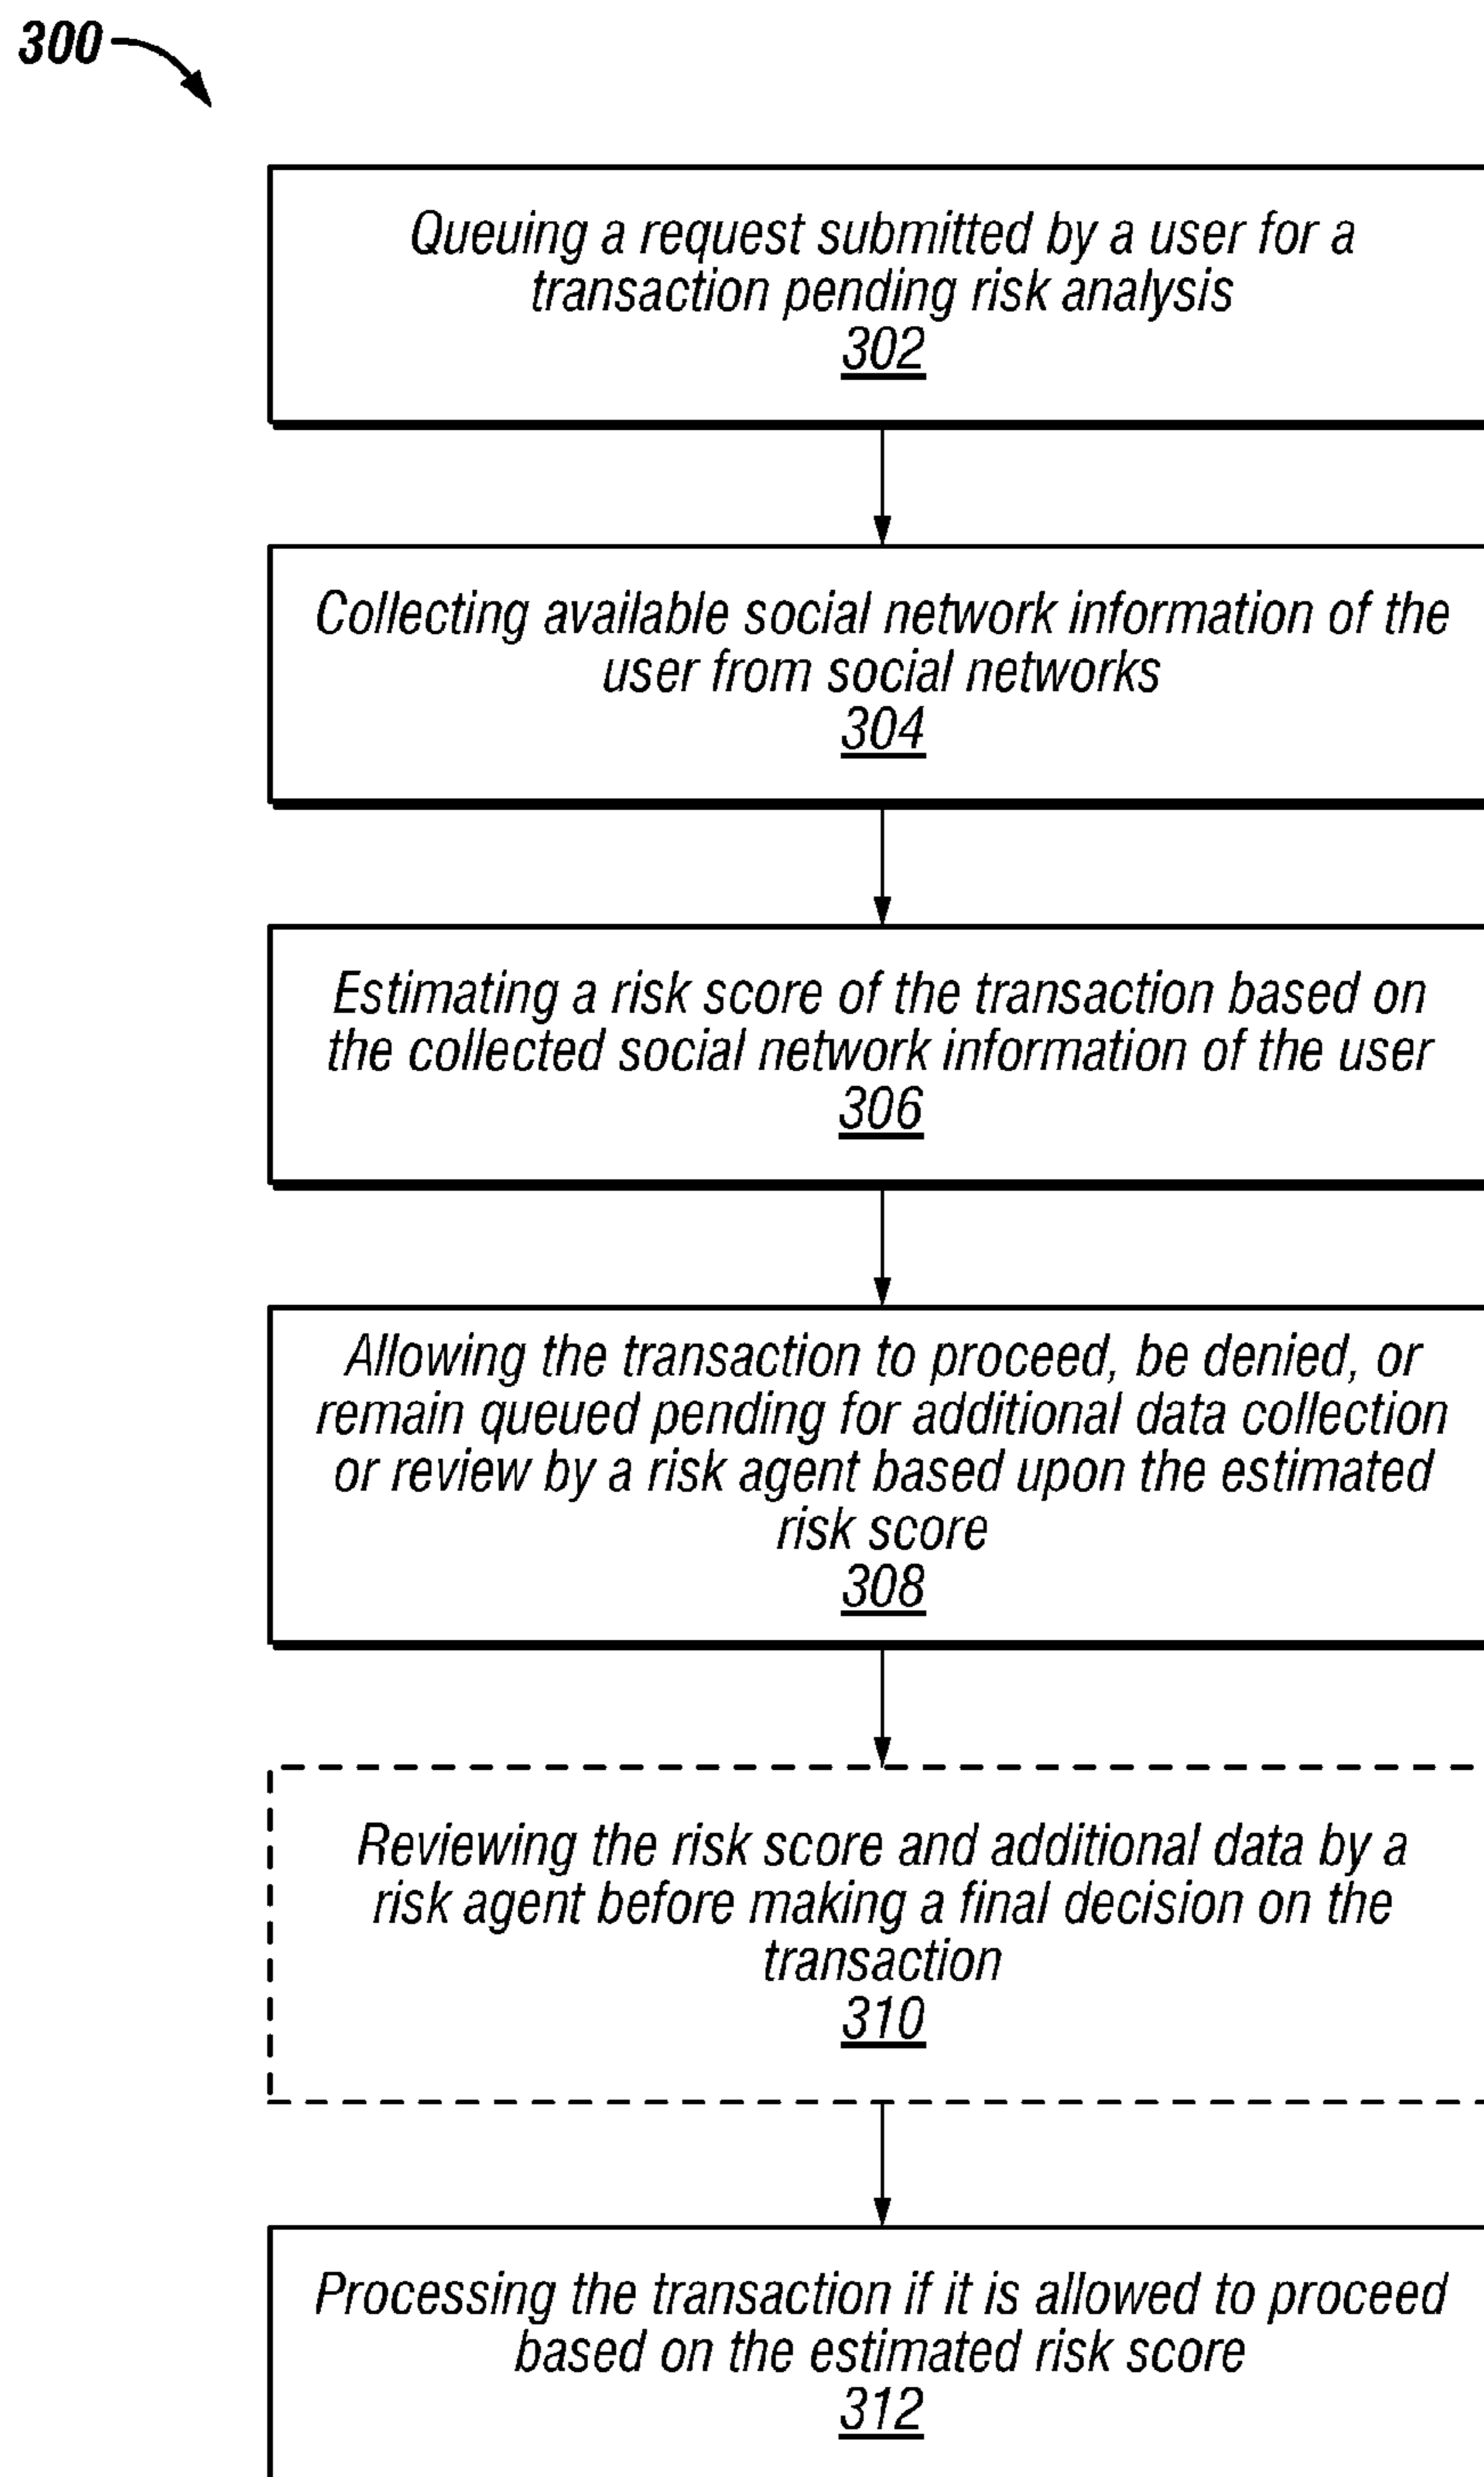 300
Queuing a request submitted by a user for a
transaction pending risk analysis
302
Collecting available social network information of the
user from social networks
304
Estimating a risk score of the transaction based on
the collected social network information of the user
306
Allowing the transaction to proceed, be denied, or
remain queued pending for additional data collection
or review by a risk agent based upon the estimated
risk score
308
Reviewing the risk score and additional data by a
risk agent before making a final decision on the
transaction
310
Processing the transaction if it is allowed to proceed
based on the estimated risk score
312